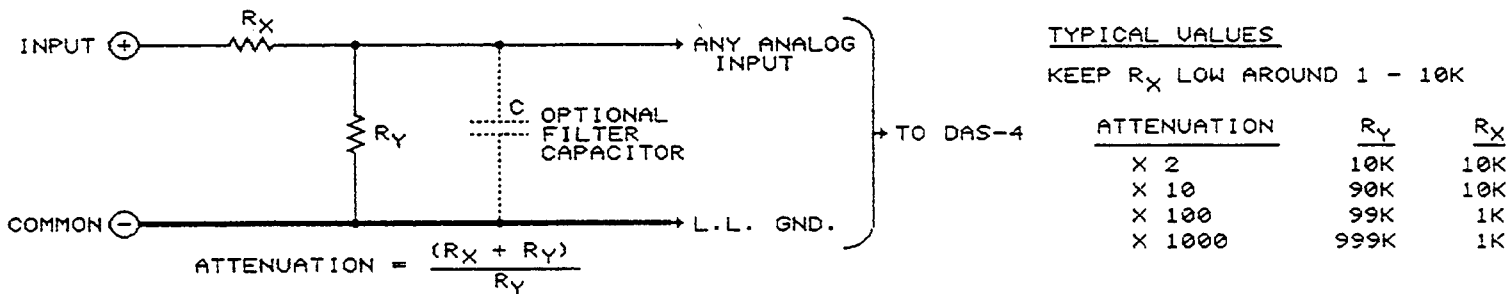 RX
INPUT +
ANY ANALOG
INPUT
RY
C OPTIONAL
FILTER
CAPACITOR
TO DAS-4
COMMON -
L.L. GND.
ATTENUATION = (RX + RY)
RY
TYPICAL VALUES
KEEP RX LOW AROUND 1 - 10K
ATTENUATION RY RX
X 2 10K 10K
X 10 90K 10K
X 100 99K 1K
X 1000 999K 1K